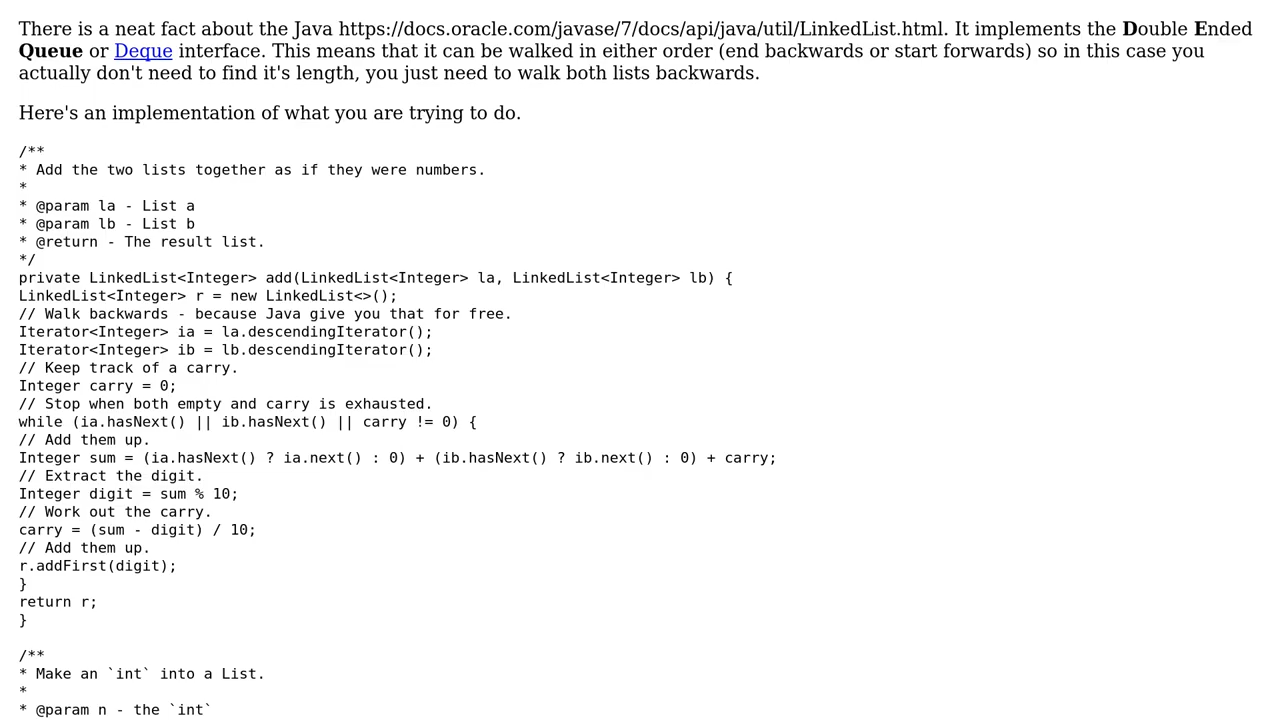 There is a neat fact about the Java https://docs.oracle.com/javase/7/docs/api/java/util/LinkedList.html. It implements the Double Ended
Queue or Deque interface. This means that it can be walked in either order (end backwards or start forwards) so in this case you
actually don't need to find it's length, you just need to walk both lists backwards.
Here's an implementation of what you are trying to do.
/**
* Add the two lists together as if they were numbers.
*
* @param la - List a
* @param lb - List b
* @return - The result list.
*/
private LinkedList<Integer> add(LinkedList<Integer> la, LinkedList<Integer> lb) {
LinkedList<Integer> r = new LinkedList<>();
// Walk backwards - because Java give you that for free.
Iterator<Integer> ia = la.descendingIterator();
Iterator<Integer> ib = lb.descendingIterator();
// Keep track of a carry.
Integer carry = 0;
// Stop when both empty and carry is exhausted.
while (ia.hasNext() || ib.hasNext() || carry != 0) {
// Add them up.
Integer sum = (ia.hasNext() ? ia.next() : 0) + (ib.hasNext() ? ib.next() : 0) + carry;
// Extract the digit.
Integer digit = sum % 10;
// Work out the carry.
carry = (sum - digit) / 10;
// Add them up.
r.addFirst(digit);
}
return r;
}
/**
* Make an `int` into a List.
*
* @param n - the `int`